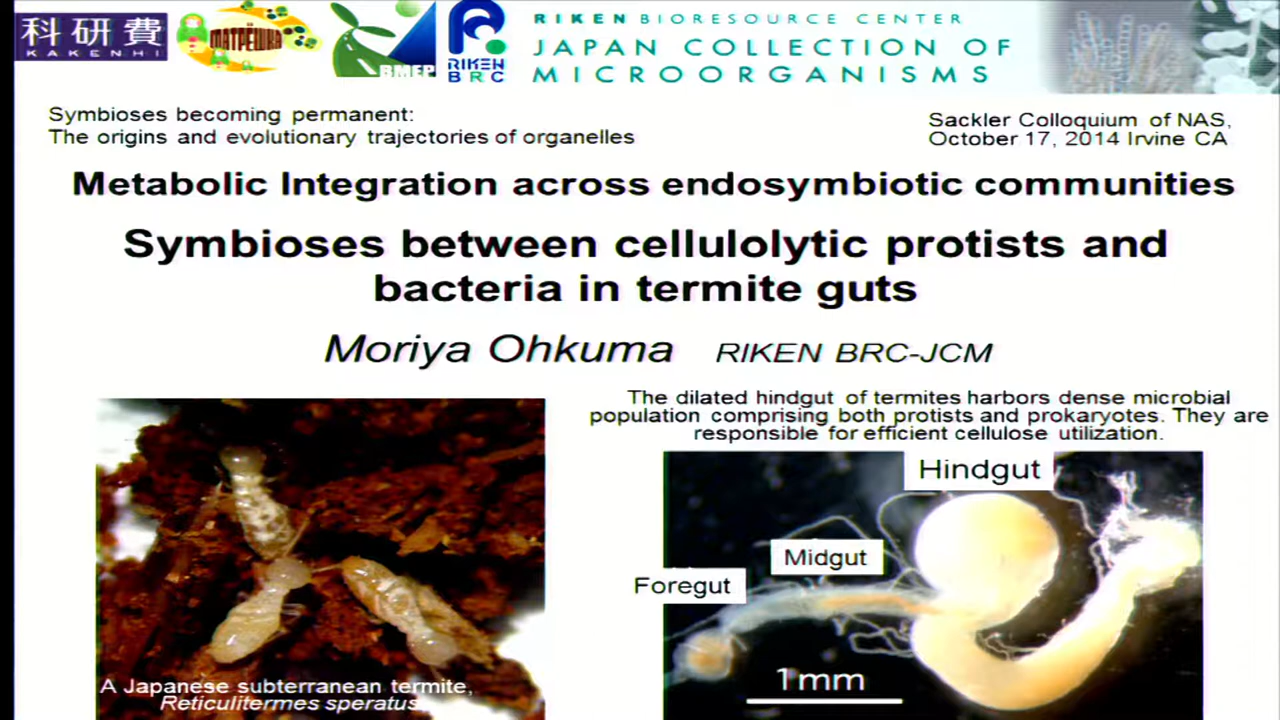 科研費
KAKENHI
МАТРЁШКА
BMEP
RIKEN
BRC
RIKEN BIORESOURCE CENTER
JAPAN COLLECTION OF
MICROORGANISMS
Symbioses becoming permanent:
The origins and evolutionary trajectories of organelles
Sackler Colloquium of NAS,
October 17, 2014 Irvine CA
Metabolic Integration across endosymbiotic communities
Symbioses between cellulolytic protists and
bacteria in termite guts
Moriya Ohkuma RIKEN BRC-JCM
The dilated hindgut of termites harbors dense microbial
population comprising both protists and prokaryotes. They are
responsible for efficient cellulose utilization.
Hindgut
Midgut
Foregut
1mm
A Japanese subterranean termite,
Reticulitermes speratus